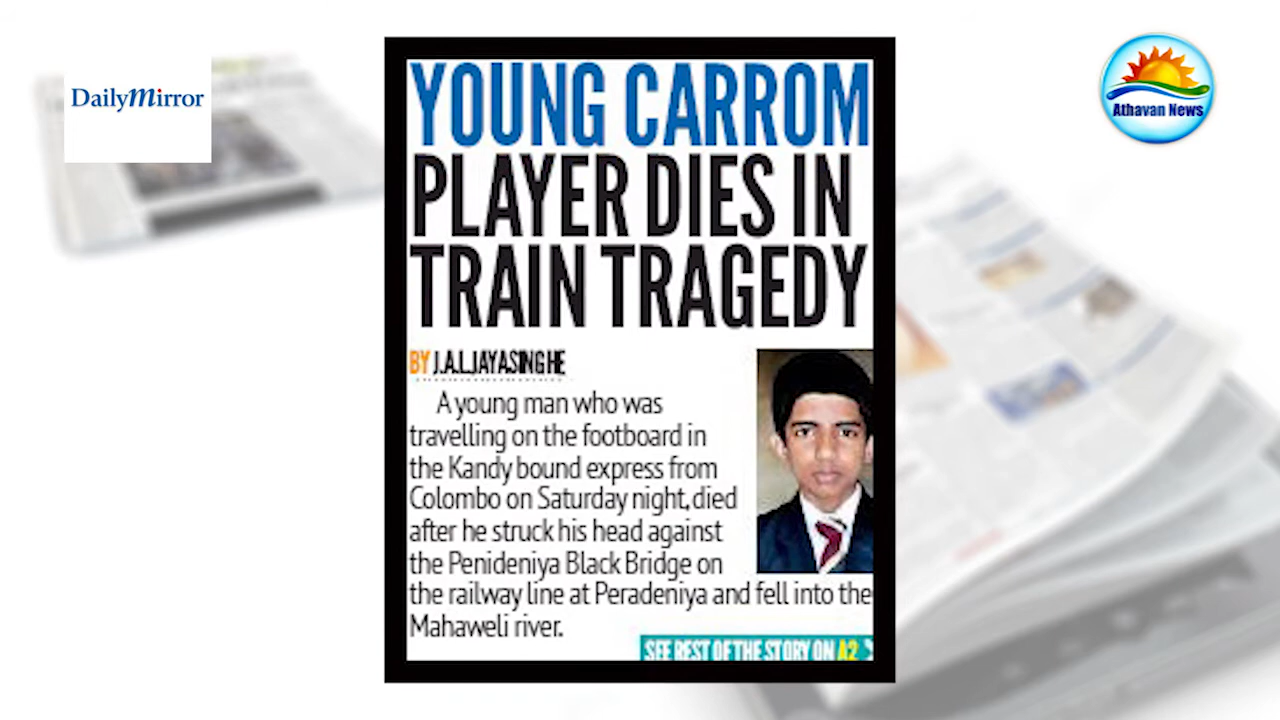 DailyMirror
Athavan News
YOUNG CARROM
PLAYER DIES IN
TRAIN TRAGEDY
BY J.A.L.JAYASINGHE
A young man who was
travelling on the footboard in
the Kandy bound express from
Colombo on Saturday night, died
after he struck his head against
the Penideniya Black Bridge on
the railway line at Peradeniya and fell into the
Mahaweli river.
SEE REST OF THE STORY ON A2